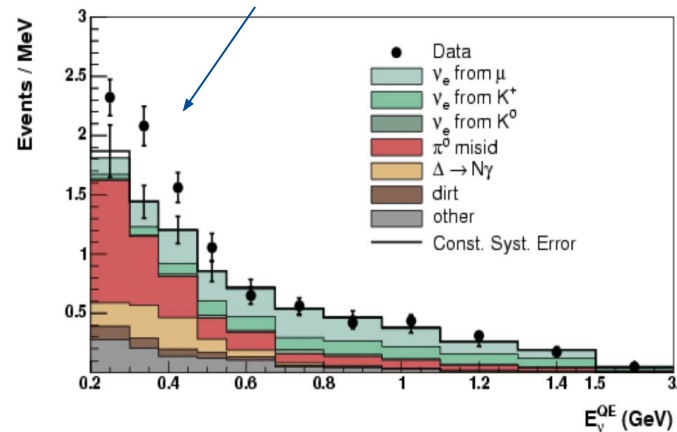 Events / MeV
3
2.5
2
1.5
1
0.5
Data
νe from μ
νe from K+
νe from K0
π0 misid
Δ → Nγ
dirt
other
Const. Syst. Error
0.2 0.4 0.6 0.8 1 1.2 1.4 1.5 3.
EνQE (GeV)